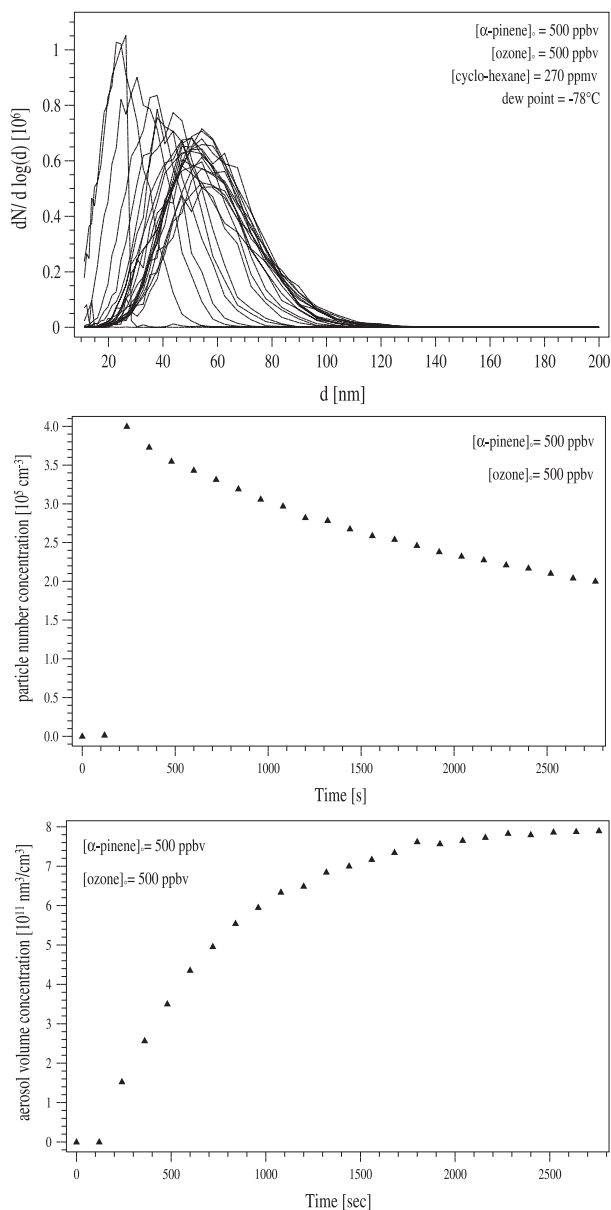 [α-pinene]₀ = 500 ppbv
[ozone]₀ = 500 ppbv
[cyclo-hexane] = 270 ppmv
dew point = -78°C
dN/ d log(d) [10⁶]
1
0.8
0.6
0.4
0.2
0
20 40 60 80 100 120 140 160 180 200
d [nm]
[α-pinene]₀= 500 ppbv
[ozone]₀= 500 ppbv
particle number concentration [10⁵ cm⁻³]
4.0
3.5
3.0
2.5
2.0
1.5
1.0
0.5
0.0
0 500 1000 1500 2000 2500
Time [s]
[α-pinene]₀= 500 ppbv
[ozone]₀= 500 ppbv
aerosol volume concentration [10¹¹ nm³/cm³]
8
7
6
5
4
3
2
1
0
0 500 1000 1500 2000 2500
Time [sec]